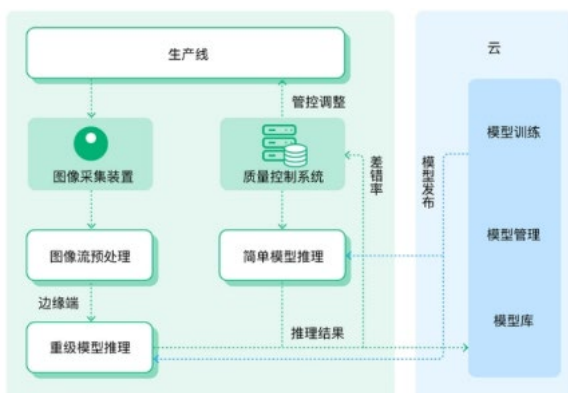 生产线
云
管控调整
模型训练
图像采集装置
质量控制系统
差错率
模型发布
图像流预处理
简单模型推理
模型管理
边缘端
推理结果
模型库
重级模型推理